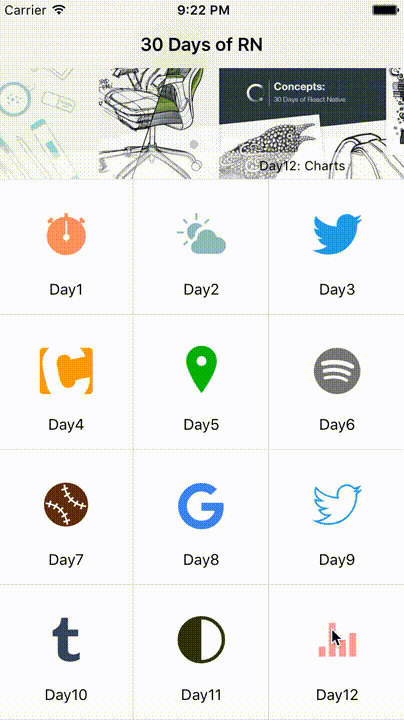 Carrier 9:22 PM
30 Days of RN
Concepts:
30 Days of React Native
Day12: Charts
Day1 Day2 Day3
Day4 Day5 Day6
Day7 Day8 Day9
Day10 Day11 Day12